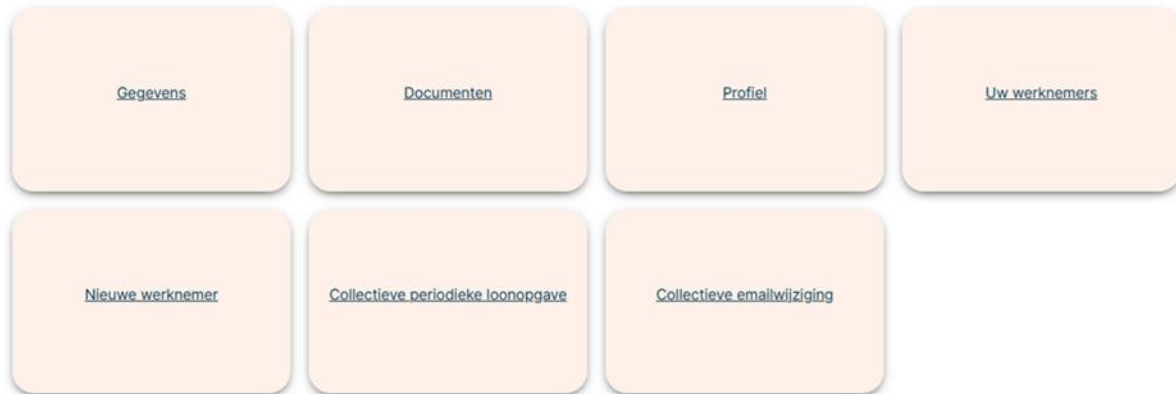 Gegevens
Documenten
Profiel
Uw werknemers
Nieuwe werknemer
Collectieve periodieke loonopgave
Collectieve emailwijziging